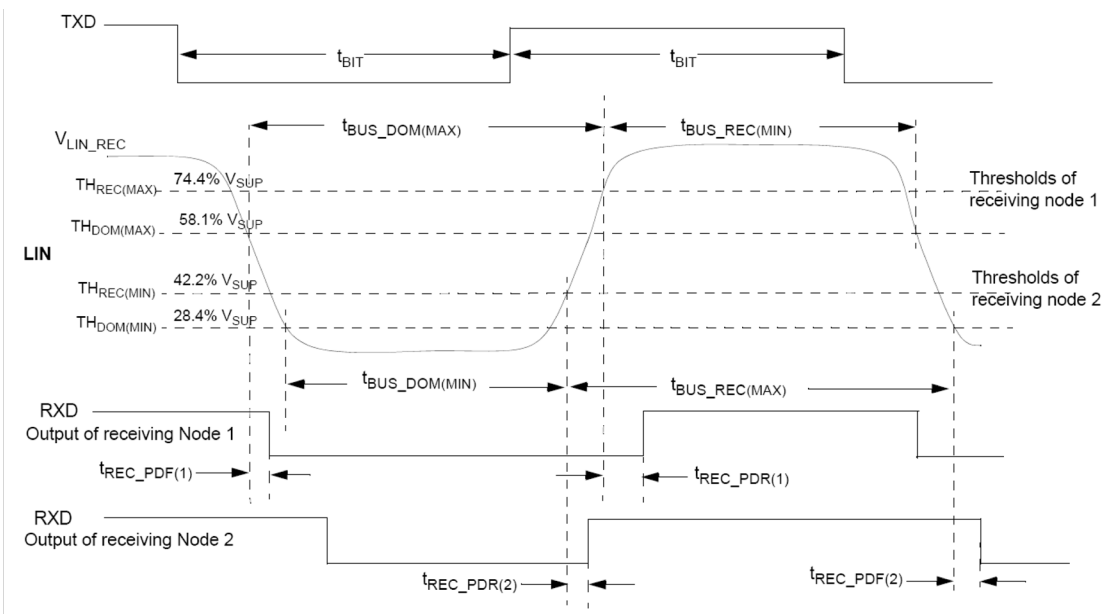 TXD
tBIT
tBIT
tBUS_DOM(MAX)
tBUS_REC(MIN)
VLIN_REC
THREC(MAX) 74.4% VSUP
Thresholds of
receiving node 1
THDOM(MAX) 58.1% VSUP
LIN
THREC(MIN) 42.2% VSUP
Thresholds of
receiving node 2
THDOM(MIN) 28.4% VSUP
tBUS_DOM(MIN)
tBUS_REC(MAX)
RXD
Output of receiving Node 1
tREC_PDF(1)
tREC_PDR(1)
RXD
Output of receiving Node 2
tREC_PDR(2)
tREC_PDF(2)